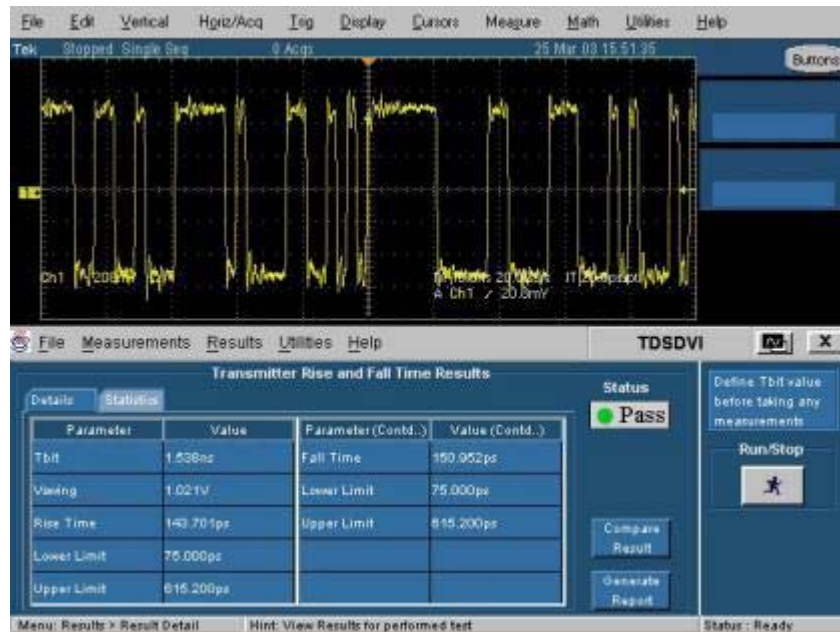 File Edit Vertical Horiz/Acq Trig Display Cursors Measure Math Utilities Help
Tek Stopped Single Seq 0 Acqs 25 Mar 03 15:51:35
Buttons
Ch1
A Ch1 20.8mV
File Measurements Results Utilities Help TDSDVI X
Transmitter Rise and Fall Time Results
Details Statistics
Status
Pass
Define Tbit value
before taking any
measurements
Run/Stop
Parameter Value Parameter(Contd..) Value (Contd..)
Tbit 1.538ns Fall Time 150.952ps
Vswing 1.021V Lower Limit 75.000ps
Rise Time 143.701ps Upper Limit 615.200ps
Lower Limit 75.000ps
Upper Limit 615.200ps
Compare
Result
Generate
Report
Menu: Results > Result Detail Hint: View Results for performed test Status : Ready